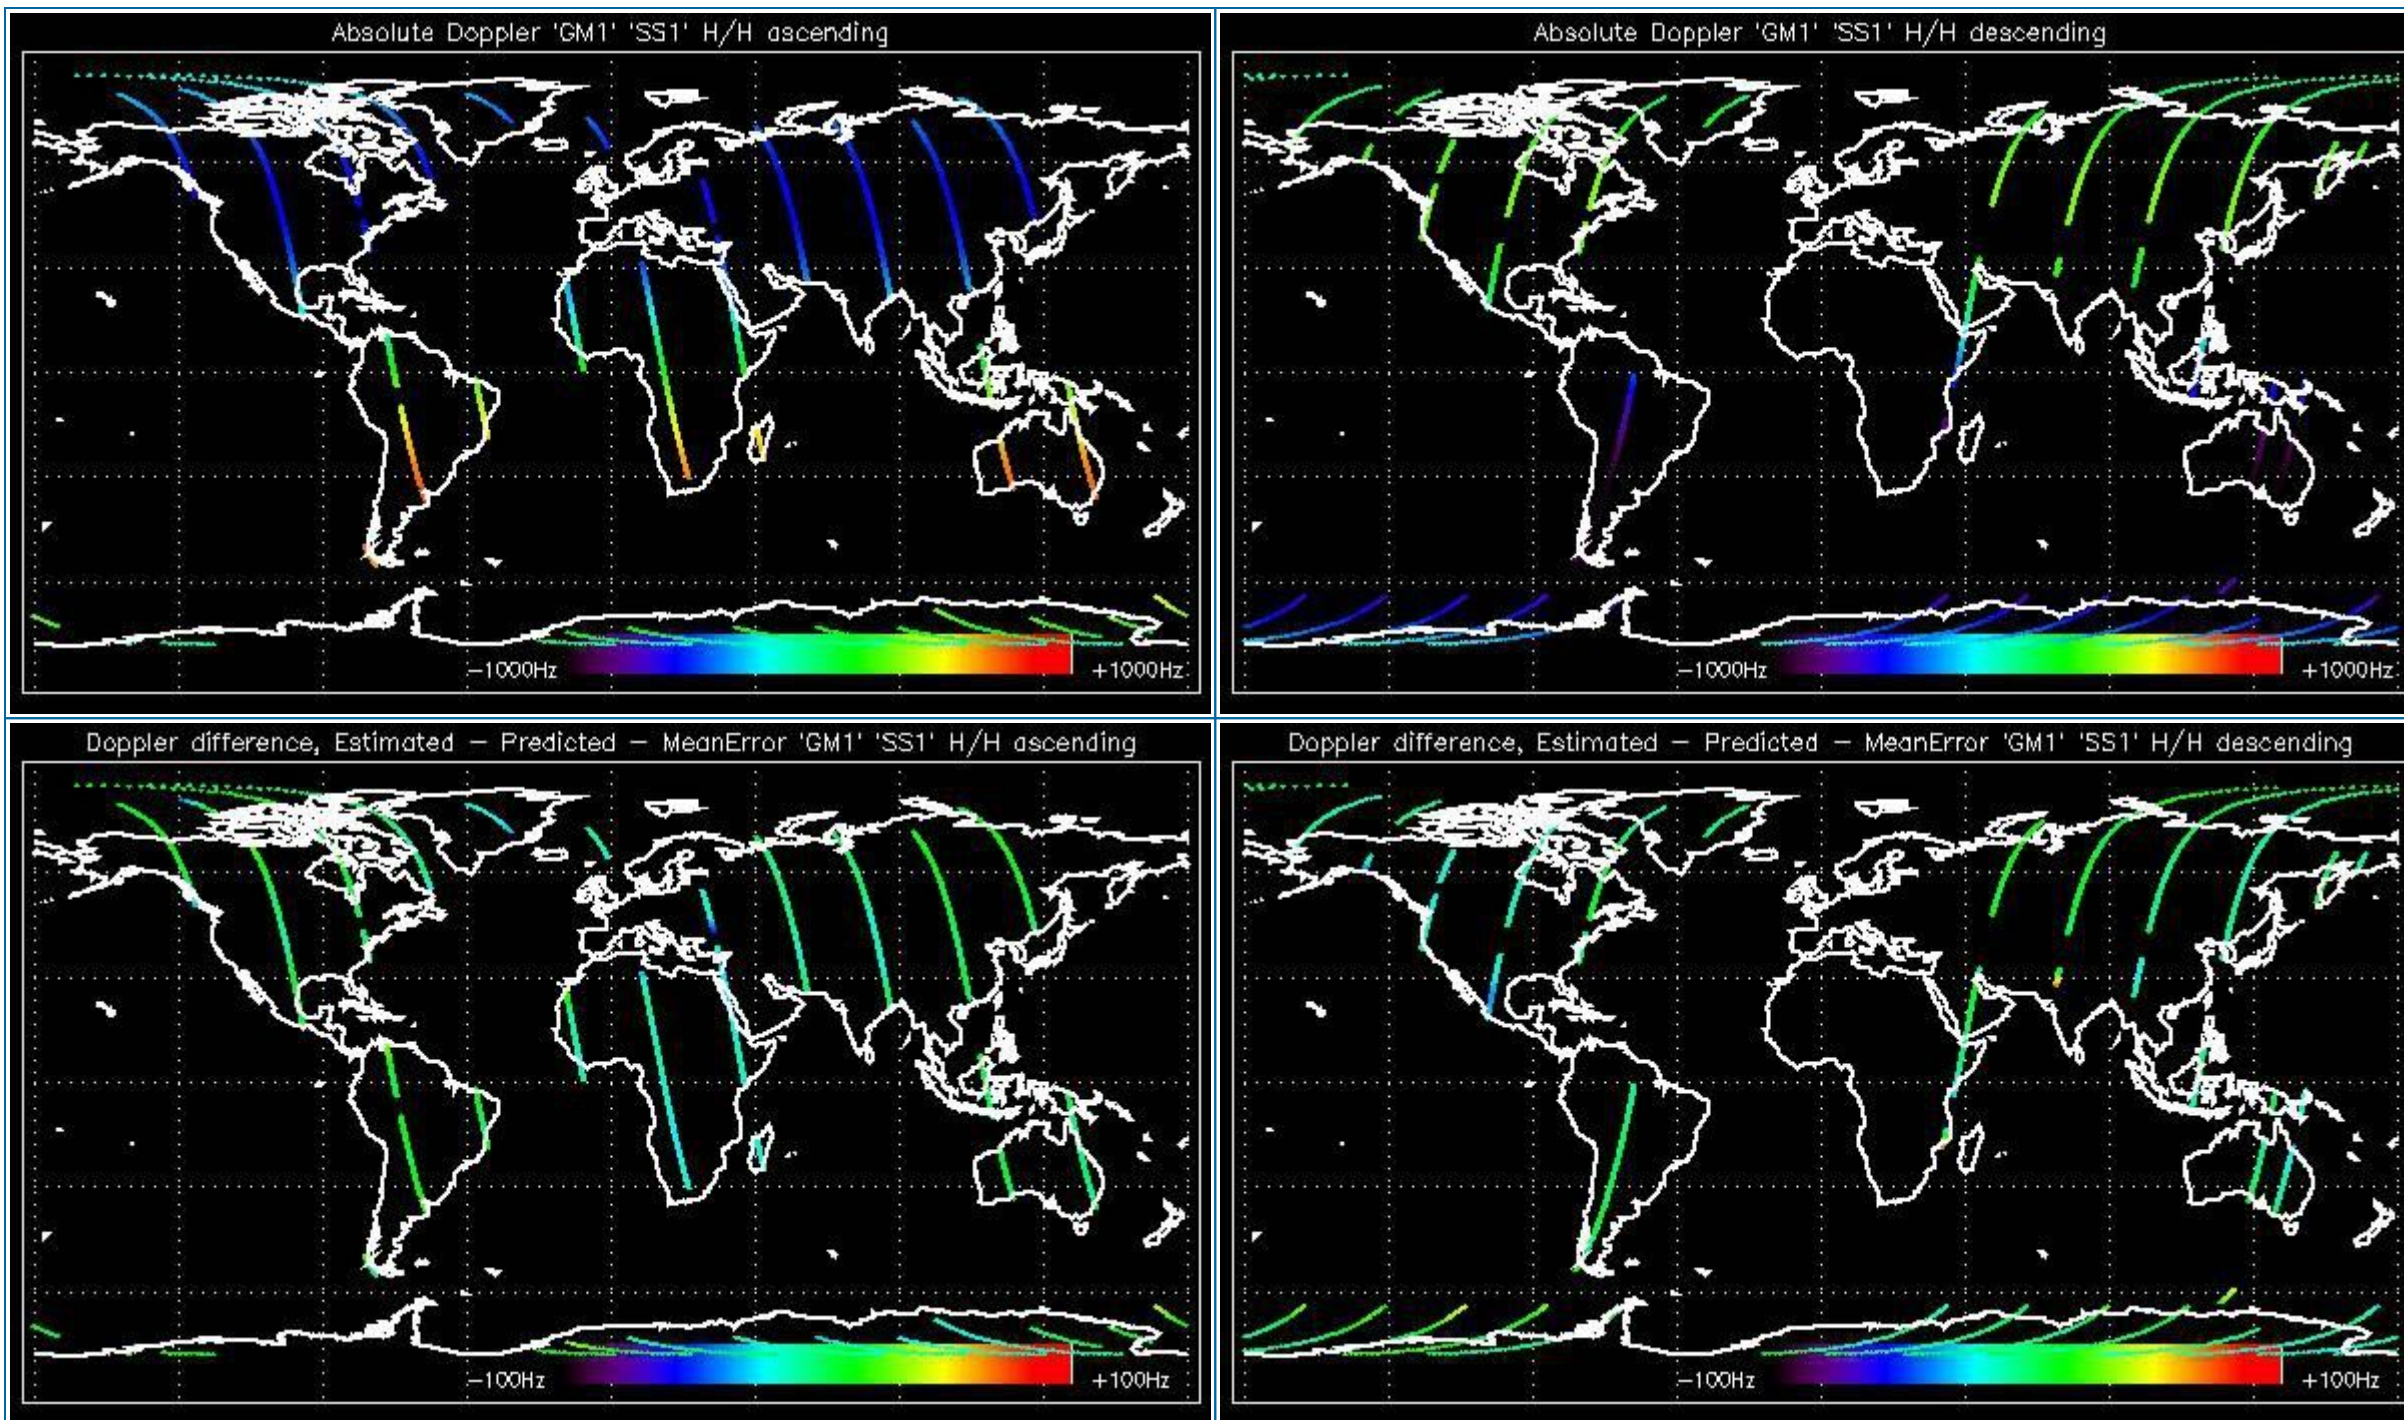 Absolute Doppler 'GM1' 'SS1' H/H ascending
-1000Hz
+1000Hz
Absolute Doppler 'GM1' 'SS1' H/H descending
-1000Hz
+1000Hz
Doppler difference, Estimated - Predicted - MeanError 'GM1' 'SS1' H/H ascending
-100Hz
+100Hz
Doppler difference, Estimated - Predicted - MeanError 'GM1' 'SS1' H/H descending
-100Hz
+100Hz